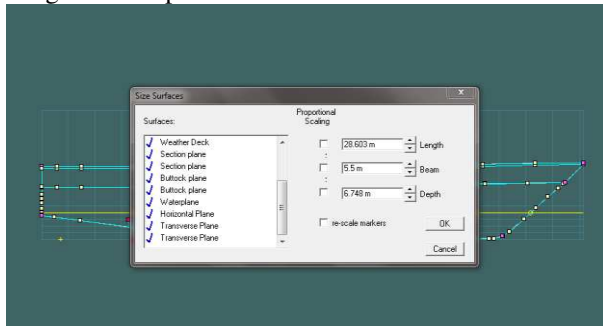 Size Surfaces
x
Surfaces:
Proportional
Scaling
Weather Deck
Section plane
Section plane
Buttock plane
Buttock plane
Waterplane
Horizontal Plane
Transverse Plane
Transverse Plane
28.603 m Length
:
5.5 m Beam
:
6.748 m Depth
re-scale markers
OK
Cancel